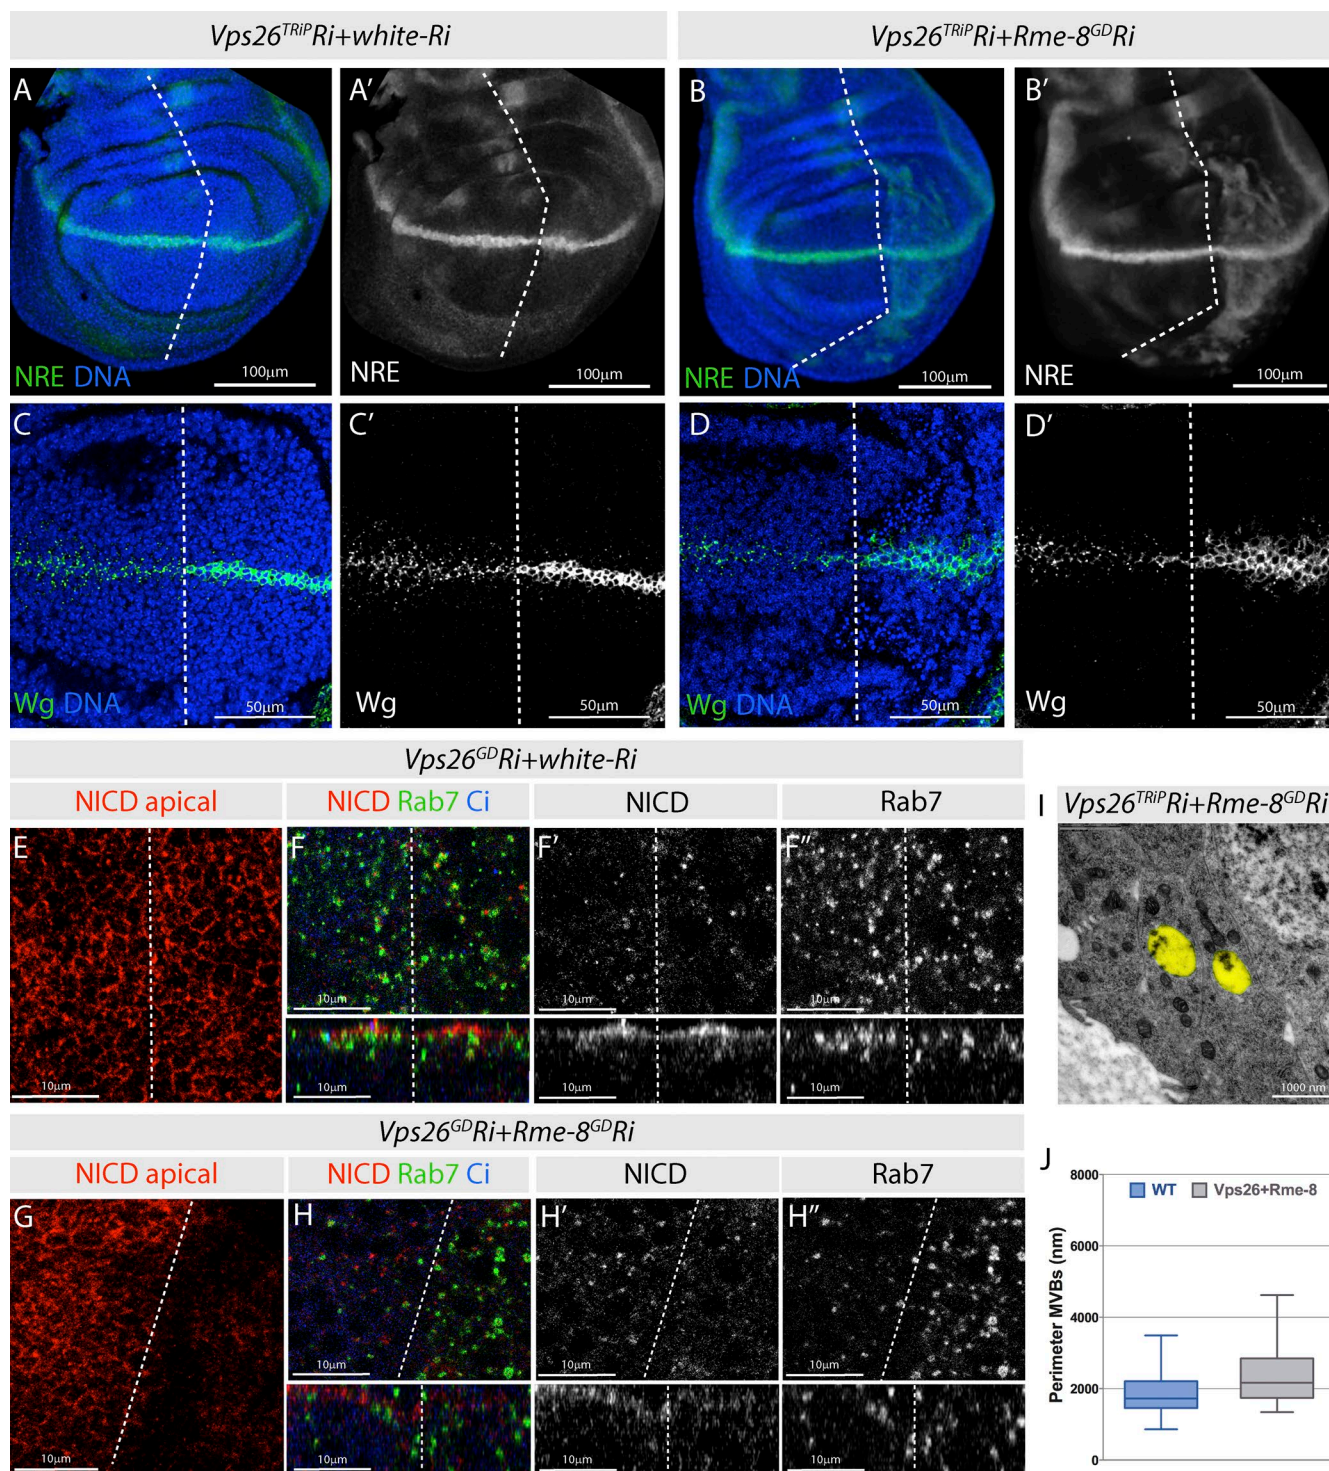 Vps26TRiPRi+white-Ri
Vps26TRiPRi+Rme-8GDRi
A
NRE DNA
100µm
A′
NRE
100µm
B
NRE DNA
100µm
B′
NRE
100µm
C
Wg DNA
50µm
C′
Wg
50µm
D
Wg DNA
50µm
D′
Wg
50µm
Vps26GDRi+white-Ri
NICD apical
NICD Rab7 Ci
NICD
Rab7
E
10µm
F
10µm
10µm
F′
10µm
10µm
F″
10µm
10µm
I
Vps26TRiPRi+Rme-8GDRi
1000 nm
Vps26GDRi+Rme-8GDRi
NICD apical
NICD Rab7 Ci
NICD
Rab7
G
10µm
H
10µm
10µm
H′
10µm
10µm
H″
10µm
10µm
J
WT
Vps26+Rme-8
Perimeter MVBs (nm)
8000
6000
4000
2000
0